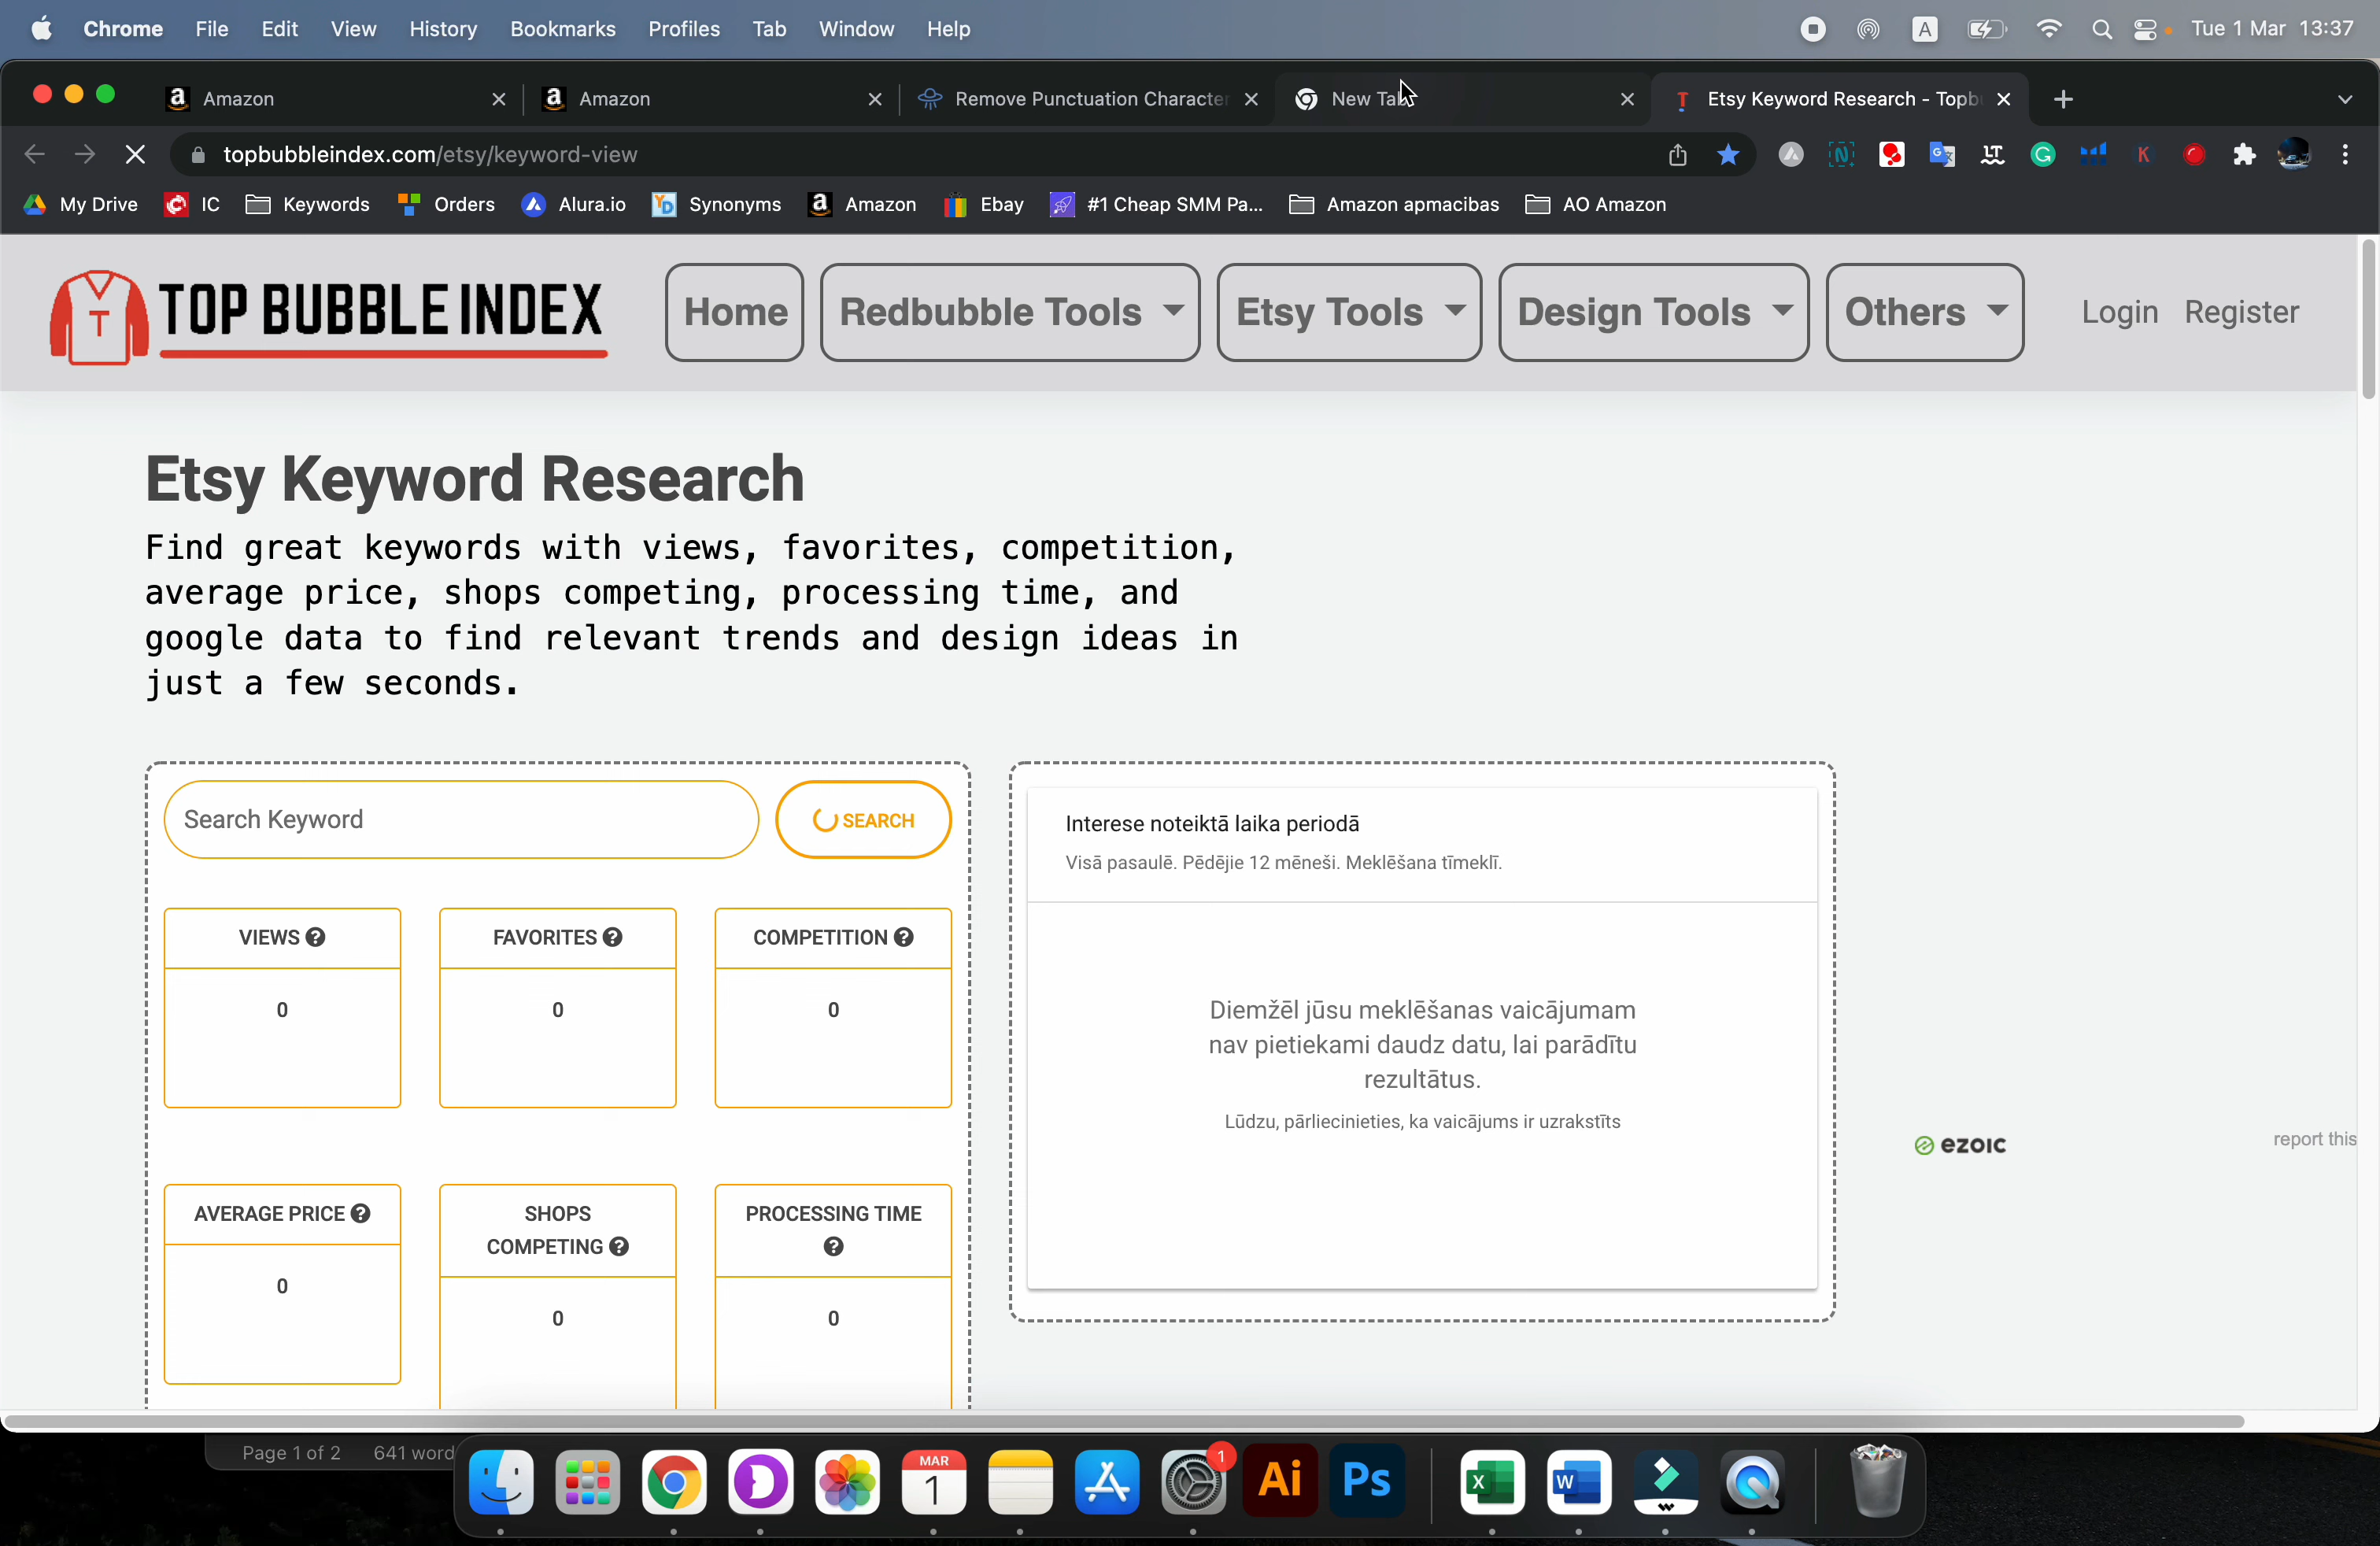 Chrome File Edit View History Bookmarks Profiles Tab Window Help A Tue 1 Mar 13:37
Amazon Amazon Remove Punctuation Character New Tab Etsy Keyword Research - Topb
topbubbleindex.com/etsy/keyword-view
My Drive IC Keywords Orders Alura.io Synonyms Amazon Ebay #1 Cheap SMM Pa... Amazon apmacibas AO Amazon
T TOP BUBBLE INDEX Home Redbubble Tools Etsy Tools Design Tools Others Login Register
Etsy Keyword Research
Find great keywords with views, favorites, competition,
average price, shops competing, processing time, and
google data to find relevant trends and design ideas in
just a few seconds.
Search Keyword SEARCH
VIEWS ? FAVORITES ? COMPETITION ?
0 0 0
AVERAGE PRICE ? SHOPS COMPETING ? PROCESSING TIME ?
0 0 0
Interese noteiktā laika periodā
Visā pasaulē. Pēdējie 12 mēneši. Meklēšana tīmeklī.
Diemžēl jūsu meklēšanas vaicājumam
nav pietiekami daudz datu, lai parādītu
rezultātus.
Lūdzu, pārliecinieties, ka vaicājums ir uzrakstīts
ezoic report this
Page 1 of 2 641 word
MAR
1
1
Ai Ps X W